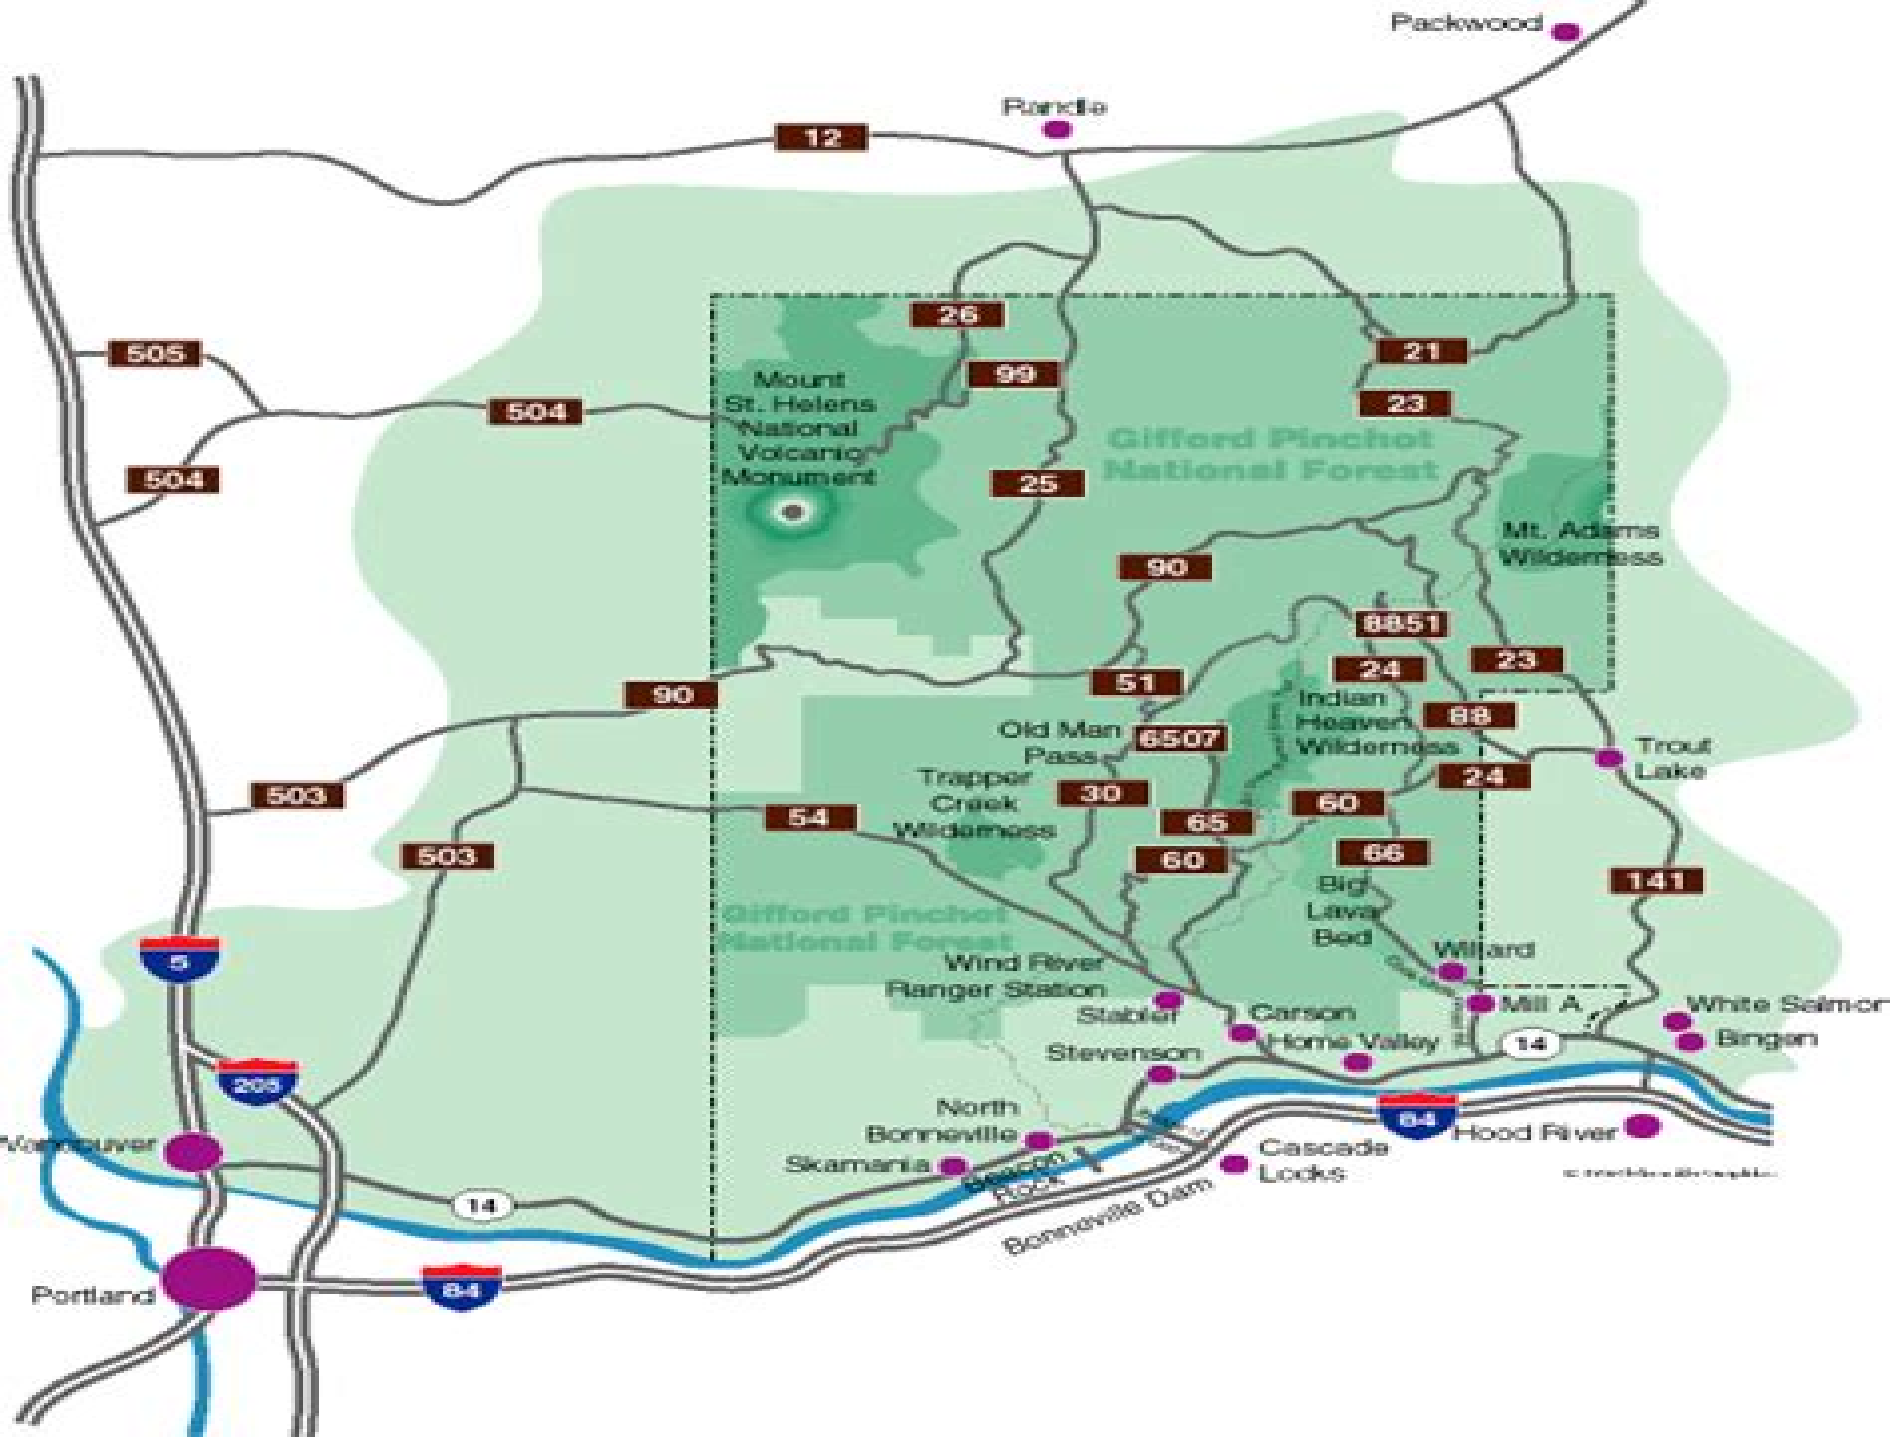 Packwood
Randle
12
26
505
21
99
Mount
St. Helens
National
Volcanic
Monument
23
504
Gifford Pinchot
National Forest
504
25
Mt. Adams
Wilderness
90
8851
23
24
51
90
Indian
Heaven
Wilderness
88
Old Man
Pass
6507
Trout
Lake
Trapper
Creek
Wilderness
24
503
30
60
54
65
503
66
60
Big
Lava
Bed
141
Gifford Pinchot
National Forest
Willard
5
Wind River
Ranger Station
Mill A
White Salmon
Stabler
Carson
Bingen
Home Valley
14
Stevenson
205
North
Bonneville
84
Hood River
Vancouver
Cascade
Locks
Skamania
Beacon
Rock
Bonneville Dam
14
84
Portland